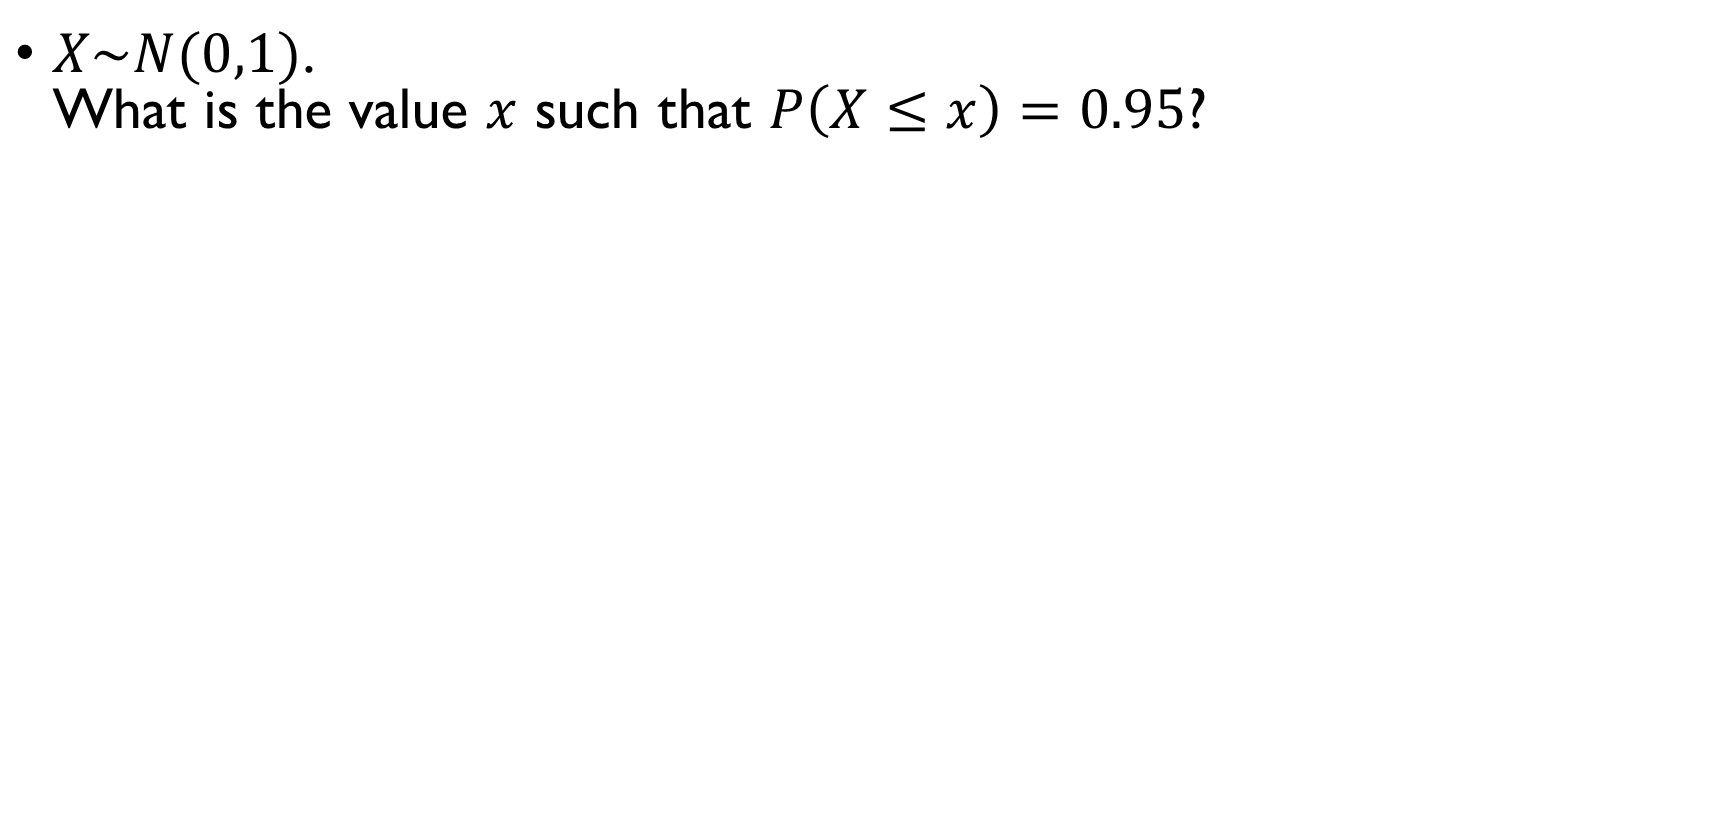 • X~N(0,1).
What is the value x such that P(X ≤ x) = 0.95?